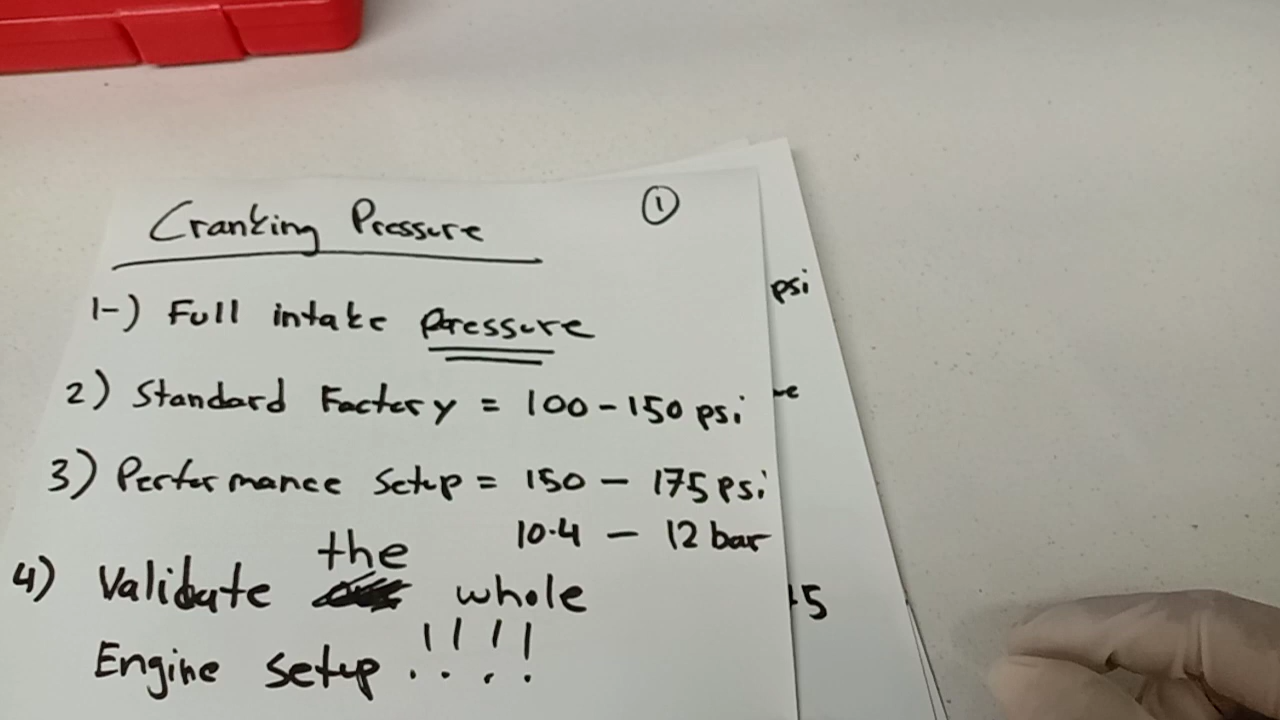 Cranking Pressure
①
1-) Full intake pressure
2) Standard Factory = 100-150 psi
3) Performance Setup = 150 - 175 psi
10.4 - 12 bar
4) Validate the whole
Engine setup !!!!
psi